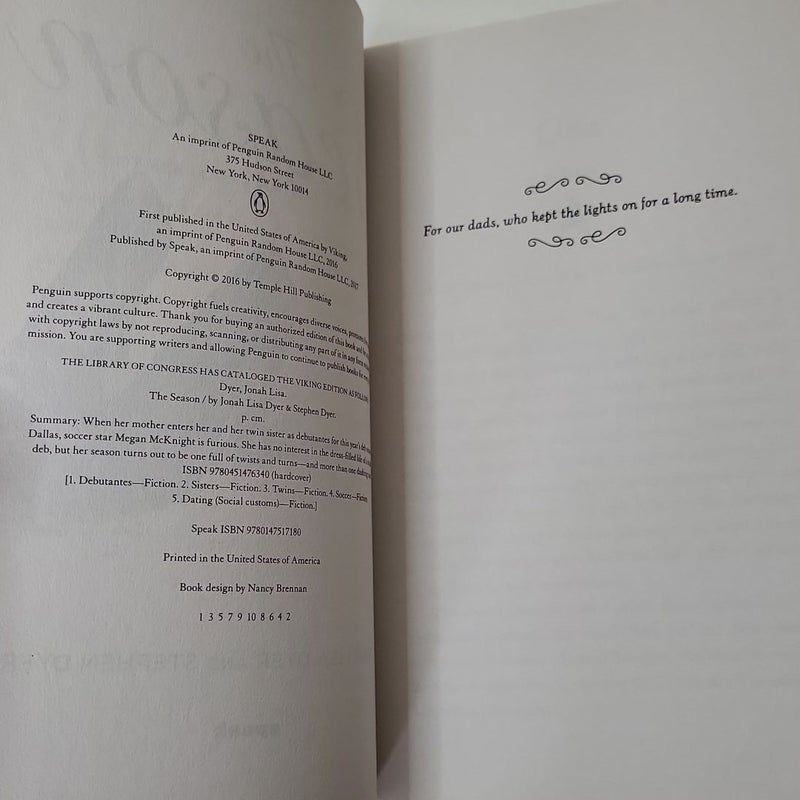 SPEAK
An imprint of Penguin Random House LLC
375 Hudson Street
New York, New York 10014
First published in the United States of America by Viking,
an imprint of Penguin Random House LLC, 2016
Published by Speak, an imprint of Penguin Random House LLC, 2017
Copyright © 2016 by Temple Hill Publishing
Penguin supports copyright. Copyright fuels creativity, encourages diverse voices,
and creates a vibrant culture. Thank you for buying an authorized edition of this book and
with copyright laws by not reproducing, scanning, or distributing any part of it in any form
mission. You are supporting writers and allowing Penguin to continue to publish books for
THE LIBRARY OF CONGRESS HAS CATALOGED THE VIKING EDITION AS
Dyer, Jonah Lisa.
The Season / by Jonah Lisa Dyer & Stephen Dyer.
p. cm.
Summary: When her mother enters her and her twin sister as debutantes for this year's
Dallas, soccer star Megan McKnight is furious. She has no interest in the dress-filled life
deb, but her season turns out to be one full of twists and turns—and more than one
ISBN 9780451476340 (hardcover)
[1. Debutantes—Fiction. 2. Sisters—Fiction. 3. Twins—Fiction. 4. Soccer—Fiction.
5. Dating (Social customs)—Fiction.]
Speak ISBN 9780147517180
Printed in the United States of America
Book design by Nancy Brennan
1 3 5 7 9 10 8 6 4 2
For our dads, who kept the lights on for a long time.